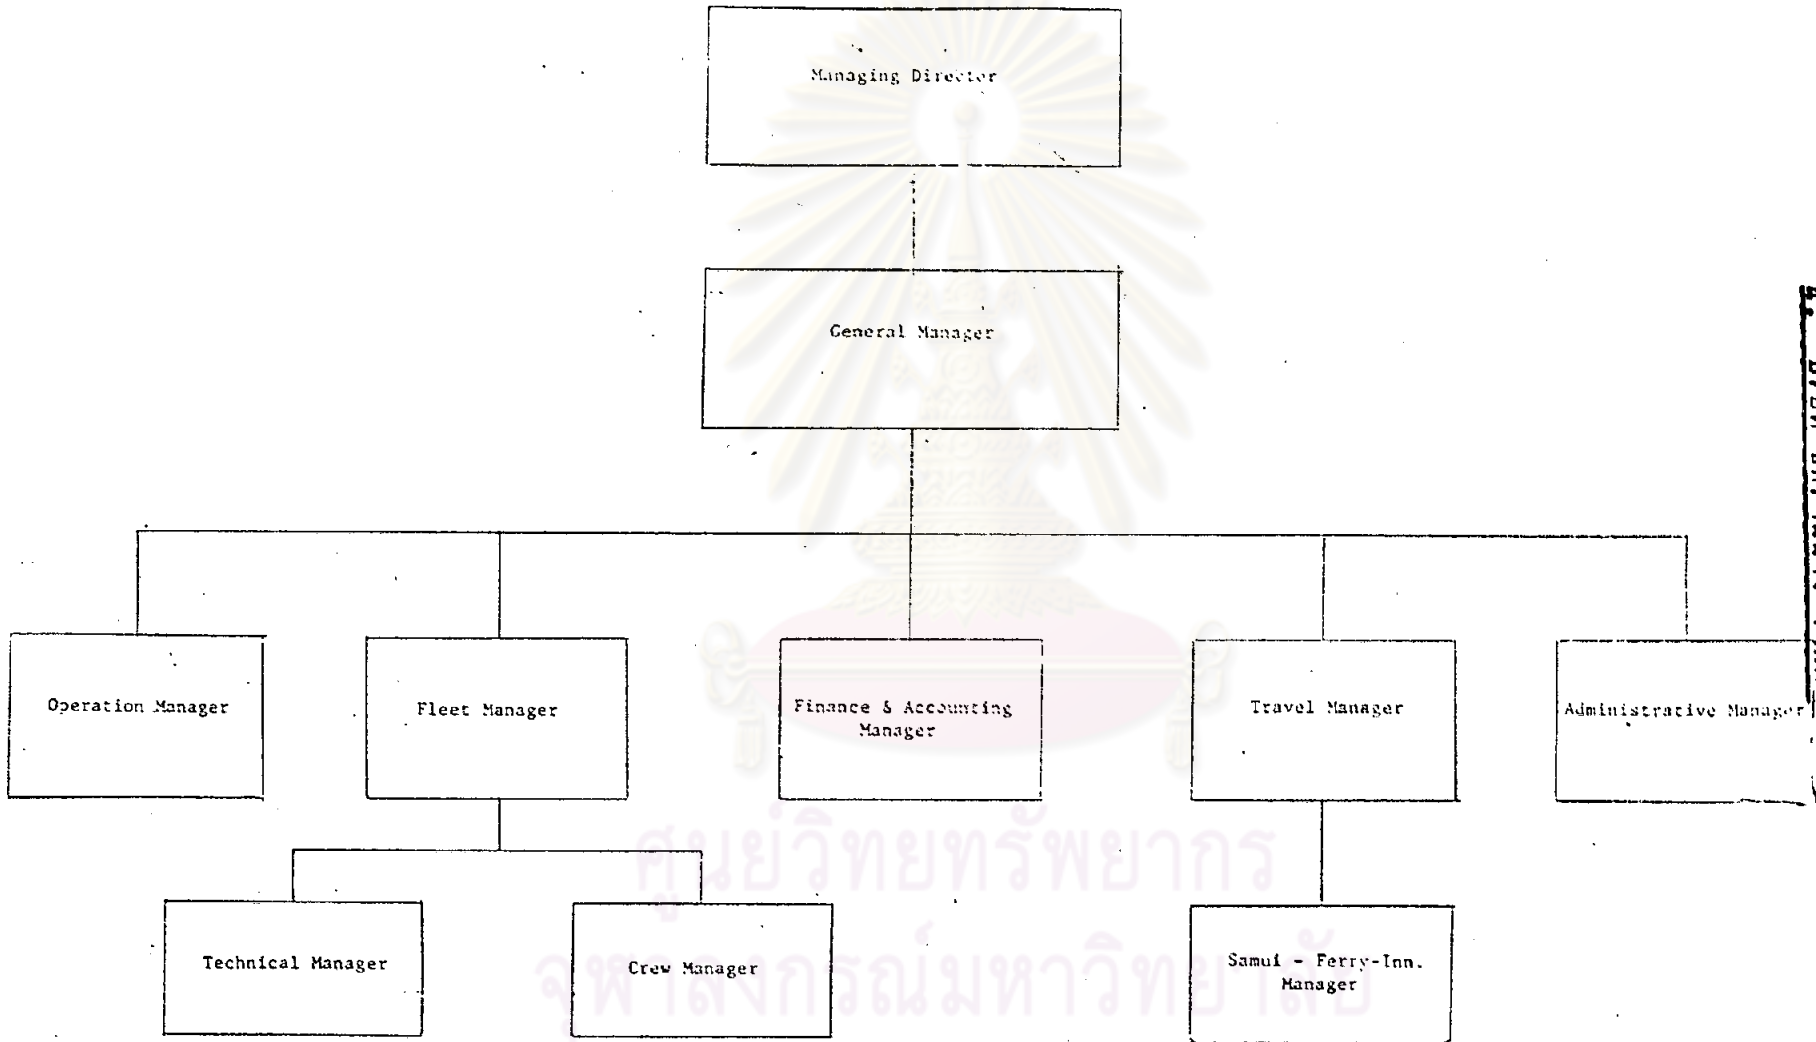 Managing Director
General Manager
Operation Manager
Fleet Manager
Finance & Accounting
Manager
Travel Manager
Administrative Manager
Technical Manager
Crew Manager
Samui - Ferry-Inn.
Manager
ศูนย์วิทยทรัพยากร
จุฬาลงกรณ์มหาวิทยาลัย